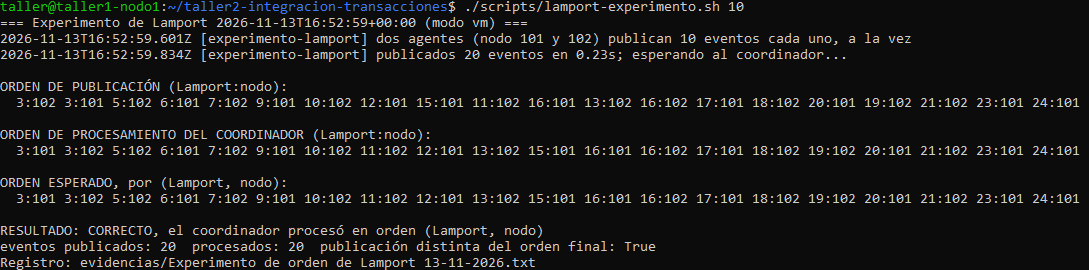 taller@taller1-nodo1:~/taller2-integracion-transacciones$ ./scripts/lamport-experimento.sh 10
=== Experimento de Lamport 2026-11-13T16:52:59+00:00 (modo vm) ===
2026-11-13T16:52:59.601Z [experimento-lamport] dos agentes (nodo 101 y 102) publican 10 eventos cada uno, a la vez
2026-11-13T16:52:59.834Z [experimento-lamport] publicados 20 eventos en 0.23s; esperando al coordinador...
ORDEN DE PUBLICACIÓN (Lamport:nodo):
3:102 3:101 5:102 6:101 7:102 9:101 10:102 12:101 15:101 11:102 16:101 13:102 16:102 17:101 18:102 20:101 19:102 21:102 23:101 24:101
ORDEN DE PROCESAMIENTO DEL COORDINADOR (Lamport:nodo):
3:101 3:102 5:102 6:101 7:102 9:101 10:102 11:102 12:101 13:102 15:101 16:101 16:102 17:101 18:102 19:102 20:101 21:102 23:101 24:101
ORDEN ESPERADO, por (Lamport, nodo):
3:101 3:102 5:102 6:101 7:102 9:101 10:102 11:102 12:101 13:102 15:101 16:101 16:102 17:101 18:102 19:102 20:101 21:102 23:101 24:101
RESULTADO: CORRECTO, el coordinador procesó en orden (Lamport, nodo)
eventos publicados: 20  procesados: 20  publicación distinta del orden final: True
Registro: evidencias/Experimento de orden de Lamport 13-11-2026.txt